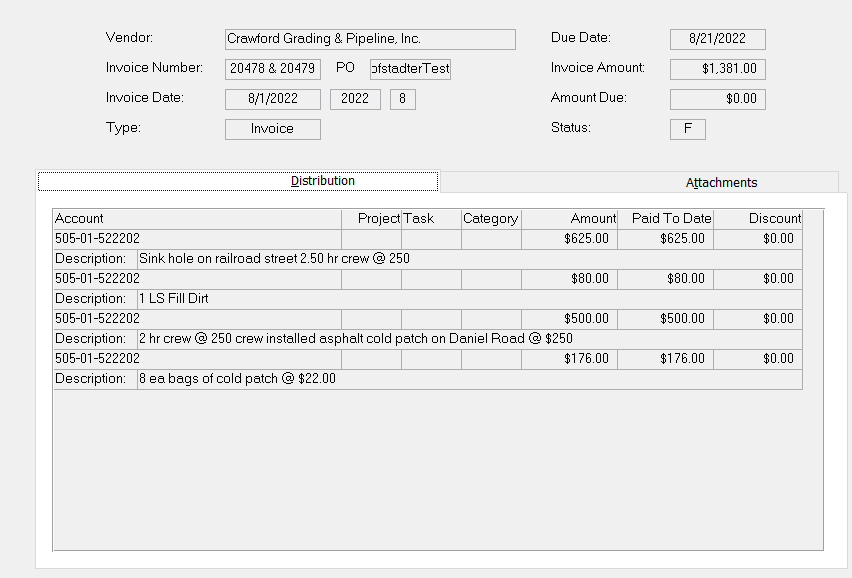 Vendor: Crawford Grading & Pipeline, Inc. Due Date: 8/21/2022
Invoice Number: 20478 & 20479 PO ofstadterTest Invoice Amount: $1,381.00
Invoice Date: 8/1/2022 2022 8 Amount Due: $0.00
Type: Invoice Status: F
Distribution Attachments
Account Project Task Category Amount Paid To Date Discount
505-01-522202 $625.00 $625.00 $0.00
Description: Sink hole on railroad street 2.50 hr crew @ 250
505-01-522202 $80.00 $80.00 $0.00
Description: 1 LS Fill Dirt
505-01-522202 $500.00 $500.00 $0.00
Description: 2 hr crew @ 250 crew installed asphalt cold patch on Daniel Road @ $250
505-01-522202 $176.00 $176.00 $0.00
Description: 8 ea bags of cold patch @ $22.00